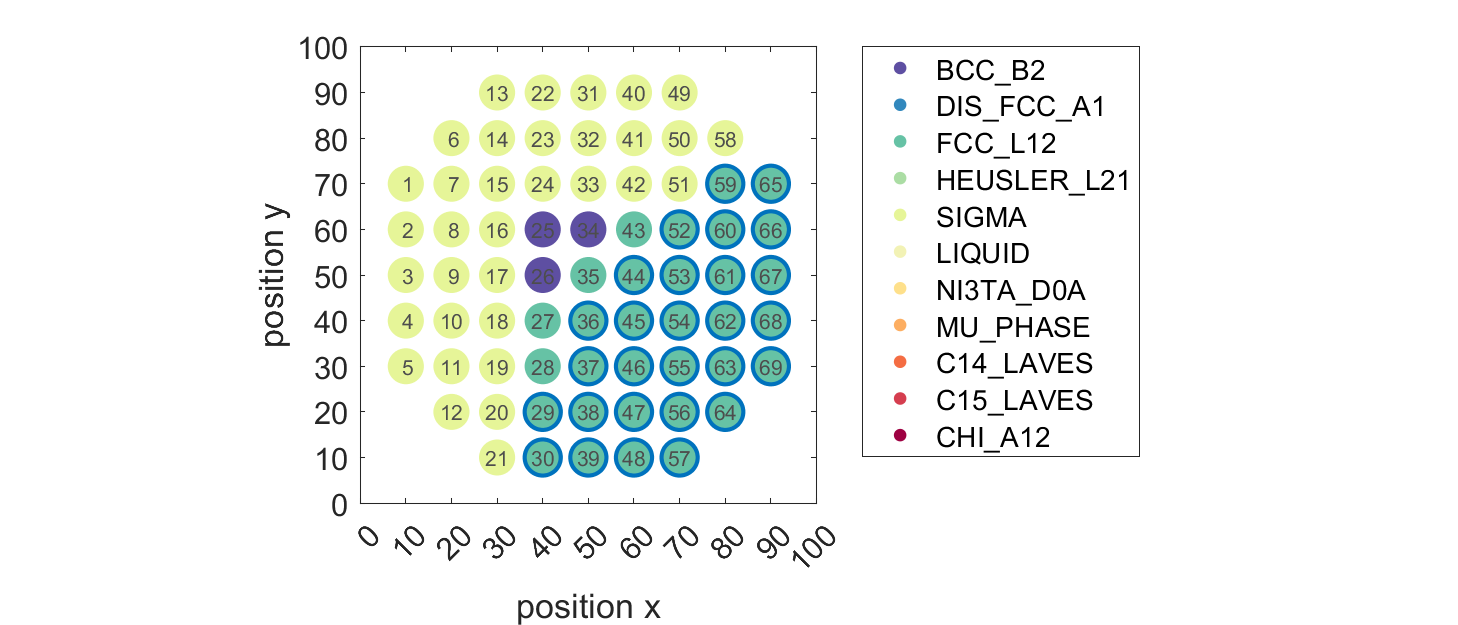 100
90
80
70
60
50
40
30
20
10
0
position y
13 22 31 40 49
6 14 23 32 41 50 58
1 7 15 24 33 42 51 59 65
2 8 16 25 34 43 52 60 66
3 9 17 26 35 44 53 61 67
4 10 18 27 36 45 54 62 68
5 11 19 28 37 46 55 63 69
12 20 29 38 47 56 64
21 30 39 48 57
0 10 20 30 40 50 60 70 80 90 100
position x
BCC_B2
DIS_FCC_A1
FCC_L12
HEUSLER_L21
SIGMA
LIQUID
NI3TA_D0A
MU_PHASE
C14_LAVES
C15_LAVES
CHI_A12